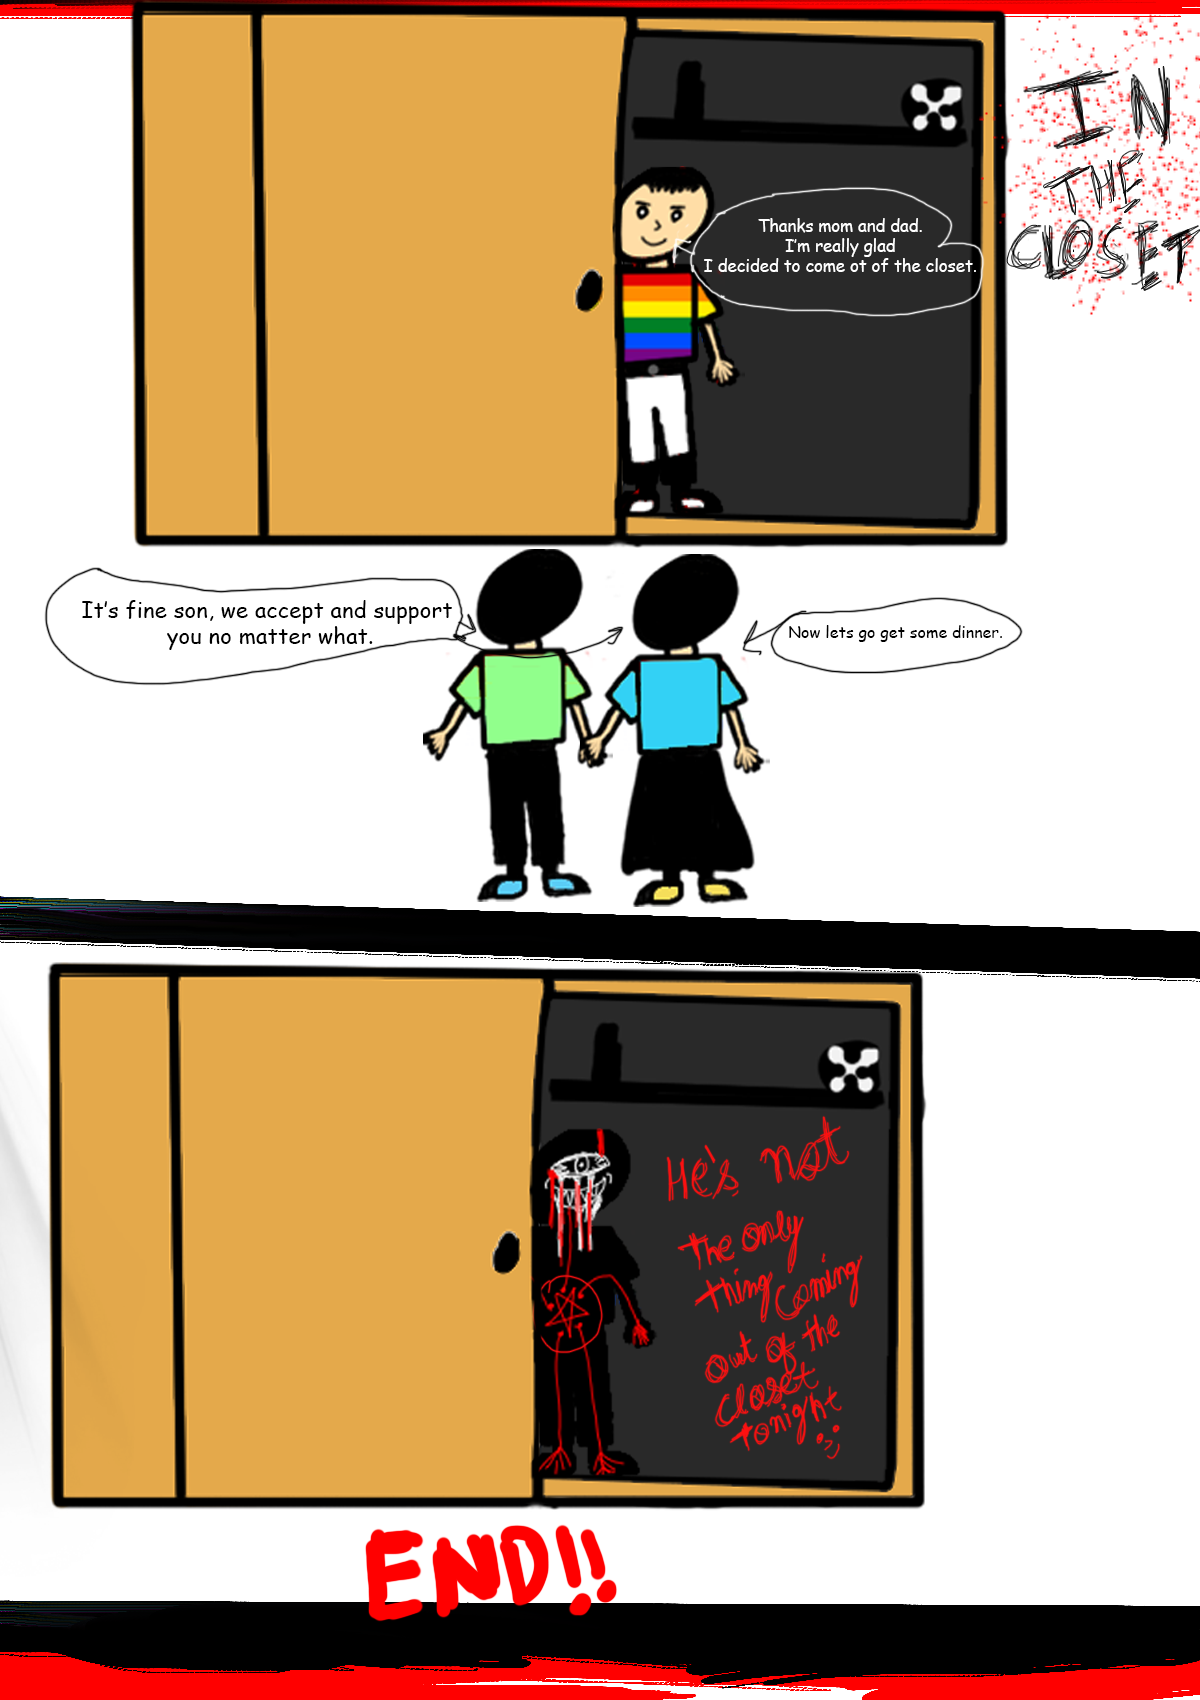 IN
THE
CLOSET
Thanks mom and dad.
I'm really glad
I decided to come ot of the closet.
It's fine son, we accept and support
you no matter what.
Now lets go get some dinner.
He's not
the only
thing coming
out of the
closet
tonight
END!!